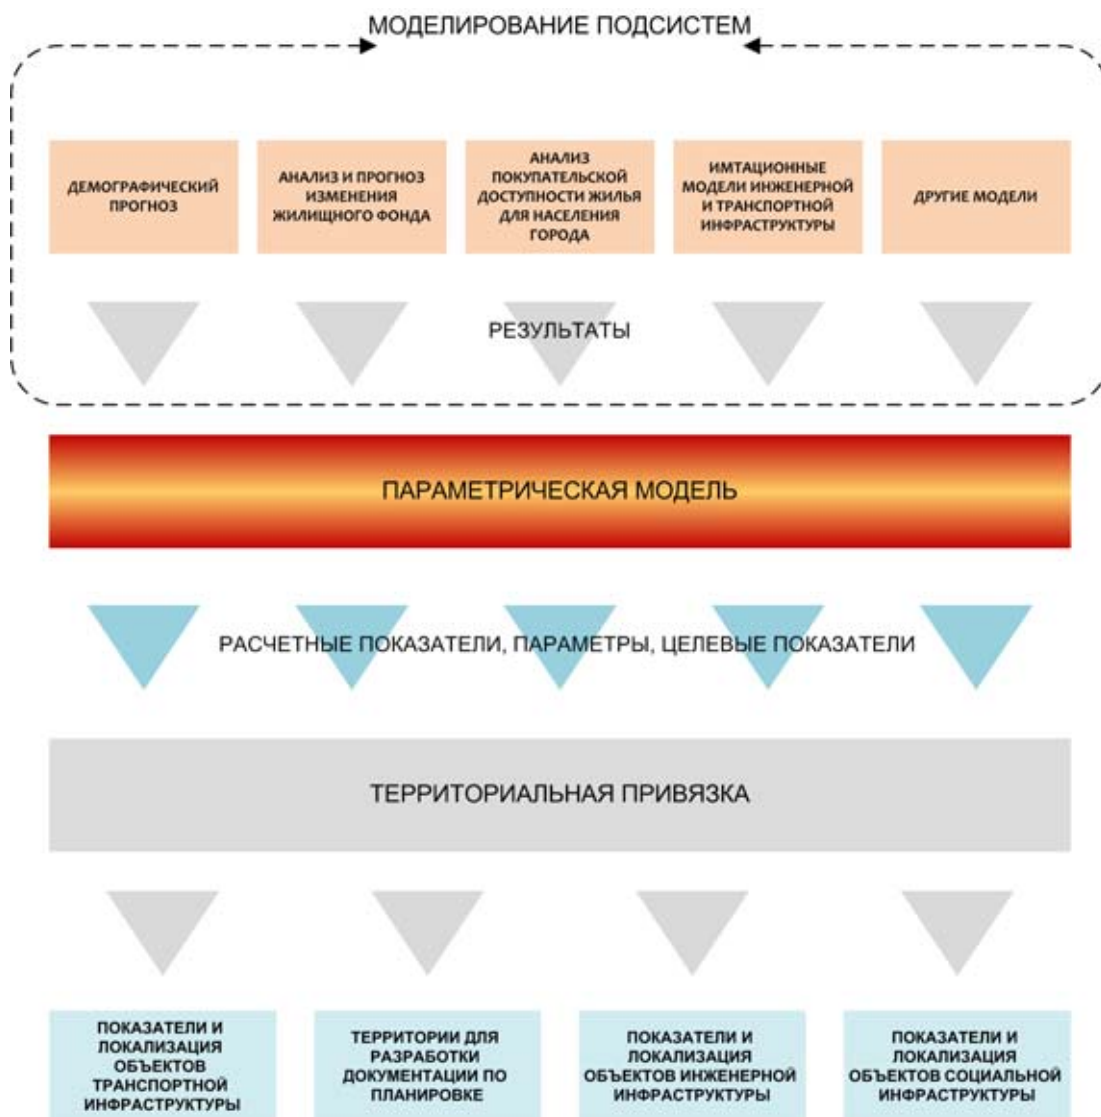 МОДЕЛИРОВАНИЕ ПОДСИСТЕМ
ДЕМОГРАФИЧЕСКИЙ
ПРОГНОЗ
АНАЛИЗ И ПРОГНОЗ
ИЗМЕНЕНИЯ
ЖИЛИЩНОГО ФОНДА
АНАЛИЗ
ПОКУПАТЕЛЬСКОЙ
ДОСТУПНОСТИ ЖИЛЬЯ
ДЛЯ НАСЕЛЕНИЯ
ГОРОДА
ИМТАЦИОННЫЕ
МОДЕЛИ ИНЖЕНЕРНОЙ
И ТРАНСПОРТНОЙ
ИНФРАСТРУКТУРЫ
ДРУГИЕ МОДЕЛИ
РЕЗУЛЬТАТЫ
ПАРАМЕТРИЧЕСКАЯ МОДЕЛЬ
РАСЧЕТНЫЕ ПОКАЗАТЕЛИ, ПАРАМЕТРЫ, ЦЕЛЕВЫЕ ПОКАЗАТЕЛИ
ТЕРРИТОРИАЛЬНАЯ ПРИВЯЗКА
ПОКАЗАТЕЛИ И
ЛОКАЛИЗАЦИЯ
ОБЪЕКТОВ
ТРАНСПОРТНОЙ
ИНФРАСТРУКТУРЫ
ТЕРРИТОРИИ ДЛЯ
РАЗРАБОТКИ
ДОКУМЕНТАЦИИ ПО
ПЛАНИРОВКЕ
ПОКАЗАТЕЛИ И
ЛОКАЛИЗАЦИЯ
ОБЪЕКТОВ ИНЖЕНЕРНОЙ
ИНФРАСТРУКТУРЫ
ПОКАЗАТЕЛИ И
ЛОКАЛИЗАЦИЯ
ОБЪЕКТОВ СОЦИАЛЬНОЙ
ИНФРАСТРУКТУРЫ